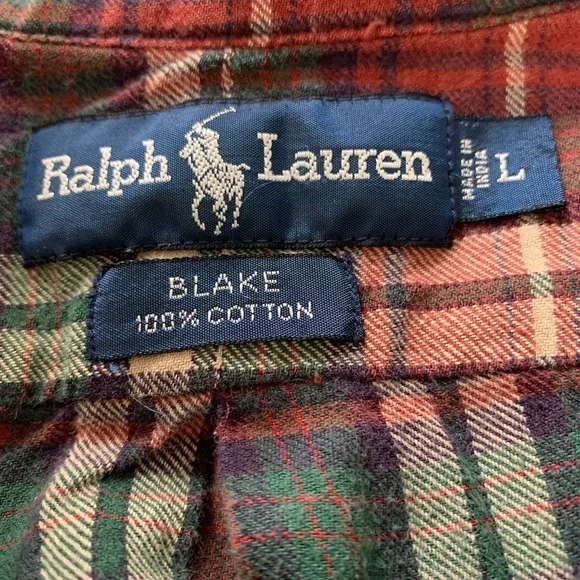 Ralph Lauren
MADE IN
INDIA
L
BLAKE
100% COTTON